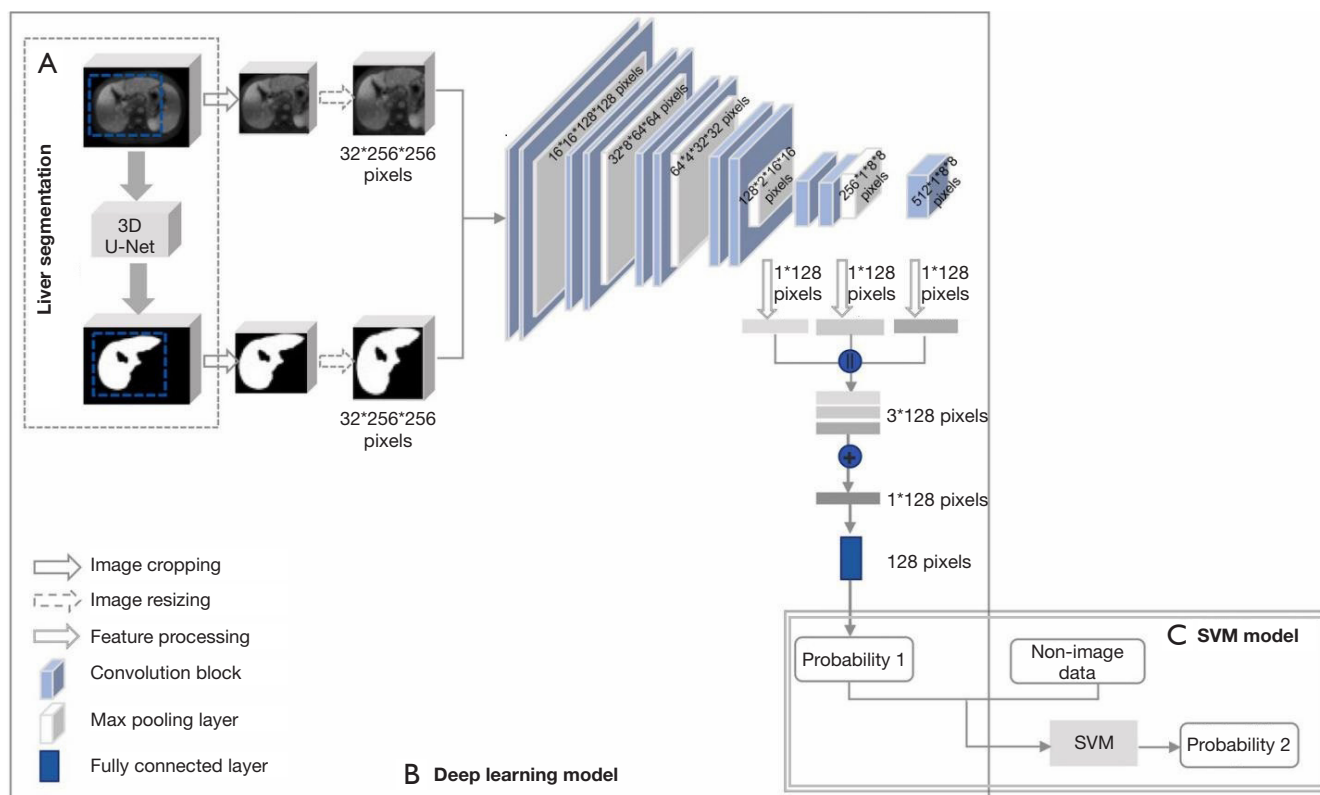 A
Liver segmentation
3D
U-Net
32*256*256
pixels
32*256*256
pixels
16*16*128*128 pixels
32*8*64*64 pixels
64*4*32*32 pixels
128*2*16*16
pixels
256*1*8*8
pixels
512*1*8*8
pixels
1*128
pixels
1*128
pixels
1*128
pixels
||
3*128 pixels
+
1*128 pixels
128 pixels
Image cropping
Image resizing
Feature processing
Convolution block
Max pooling layer
Fully connected layer
B Deep learning model
C SVM model
Probability 1
Non-image
data
SVM
Probability 2